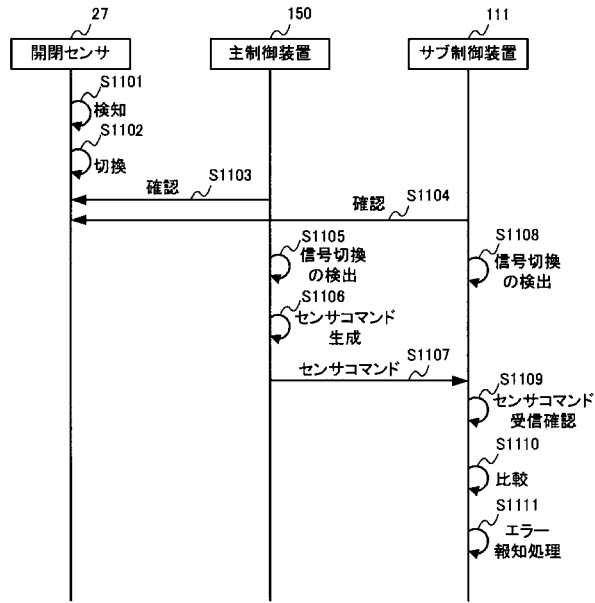 27
150
111
開閉センサ
主制御装置
サブ制御装置
S1101
検知
S1102
切換
S1103
確認
S1104
確認
S1105
信号切換
の検出
S1108
信号切換
の検出
S1106
センサコマンド
生成
S1107
センサコマンド
S1109
センサコマンド
受信確認
S1110
比較
S1111
エラー
報知処理